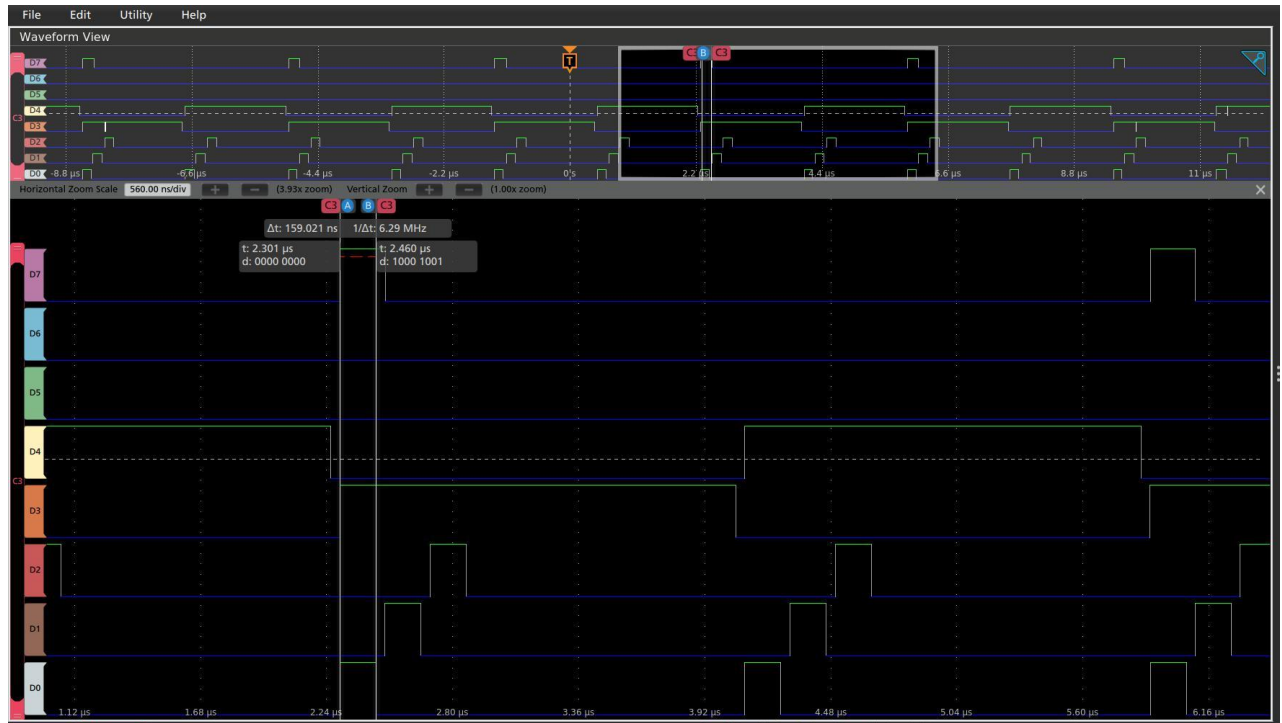 File Edit Utility Help
Waveform View
C3 B C3
T
D7
D6
D5
D4
C3
D3
D2
D1
D0 -8.8 µs -6.6 µs -4.4 µs -2.2 µs 0 s 2.2 µs 4.4 µs 6.6 µs 8.8 µs 11 µs
Horizontal Zoom Scale 560.00 ns/div + − (3.93x zoom) Vertical Zoom + − (1.00x zoom) ×
C3 A B C3
Δt: 159.021 ns 1/Δt: 6.29 MHz
t: 2.301 µs t: 2.460 µs
d: 0000 0000 d: 1000 1001
D7
D6
D5
D4
C3
D3
D2
D1
D0
1.12 µs 1.68 µs 2.24 µs 2.80 µs 3.36 µs 3.92 µs 4.48 µs 5.04 µs 5.60 µs 6.16 µs